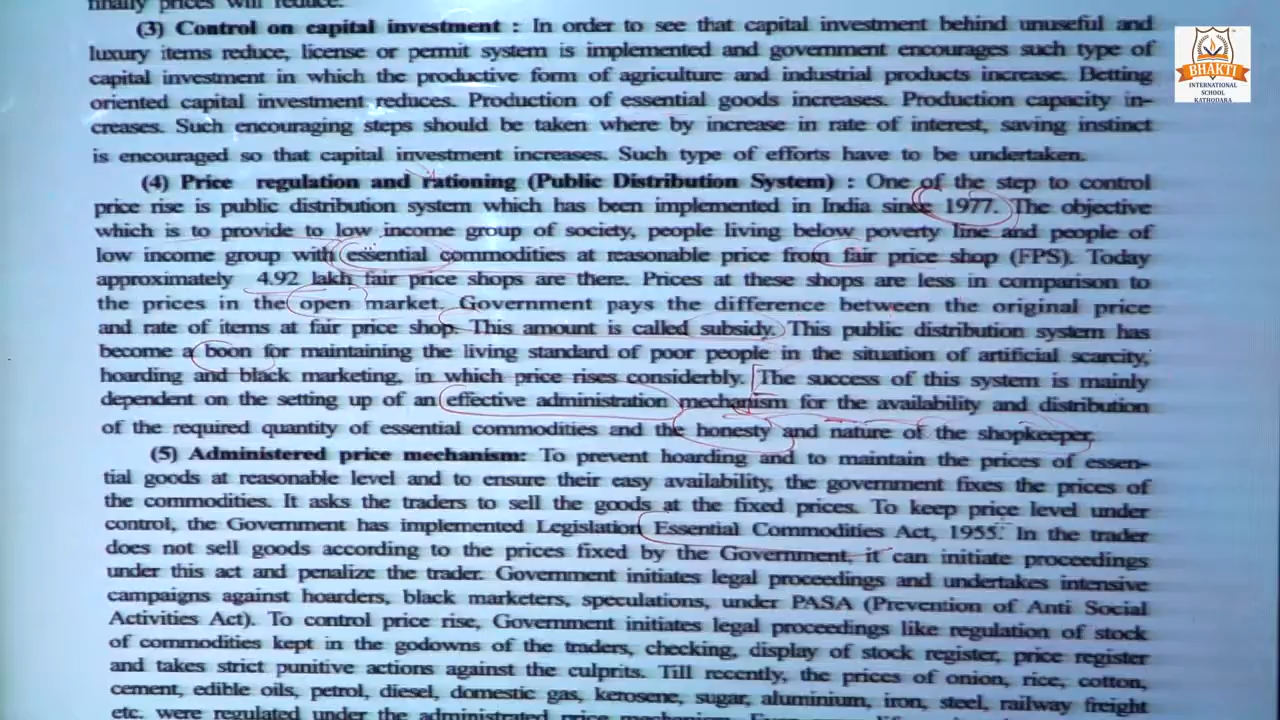 finally prices will reduce.
(3) Control on capital investment : In order to see that capital investment behind unuseful and
luxury items reduce, license or permit system is implemented and government encourages such type of
capital investment in which the productive form of agriculture and industrial products increase. Betting
oriented capital investment reduces. Production of essential goods increases. Production capacity in-
creases. Such encouraging steps should be taken where by increase in rate of interest, saving instinct
is encouraged so that capital investment increases. Such type of efforts have to be undertaken.
(4) Price regulation and rationing (Public Distribution System) : One of the step to control
price rise is public distribution system which has been implemented in India since 1977. The objective
which is to provide to low income group of society, people living below poverty line and people of
low income group with essential commodities at reasonable price from fair price shop (FPS). Today
approximately 4.92 lakh fair price shops are there. Prices at these shops are less in comparison to
the prices in the open market. Government pays the difference between the original price
and rate of items at fair price shop. This amount is called subsidy. This public distribution system has
become a boon for maintaining the living standard of poor people in the situation of artificial scarcity,
hoarding and black marketing, in which price rises considerbly. The success of this system is mainly
dependent on the setting up of an effective administration mechanism for the availability and distribution
of the required quantity of essential commodities and the honesty and nature of the shopkeeper.
(5) Administered price mechanism: To prevent hoarding and to maintain the prices of essen-
tial goods at reasonable level and to ensure their easy availability, the government fixes the prices of
the commodities. It asks the traders to sell the goods at the fixed prices. To keep price level under
control, the Government has implemented Legislation Essential Commodities Act, 1955. In the trader
does not sell goods according to the prices fixed by the Government, it can initiate proceedings
under this act and penalize the trader. Government initiates legal proceedings and undertakes intensive
campaigns against hoarders, black marketers, speculations, under PASA (Prevention of Anti Social
Activities Act). To control price rise, Government initiates legal proceedings like regulation of stock
of commodities kept in the godowns of the traders, checking, display of stock register, price register
and takes strict punitive actions against the culprits. Till recently, the prices of onion, rice, cotton,
cement, edible oils, petrol, diesel, domestic gas, kerosene, sugar, aluminium, iron, steel, railway freight
etc. were regulated under the administered price mechanism.
BHAKTI
INTERNATIONAL
SCHOOL
KATHODARA